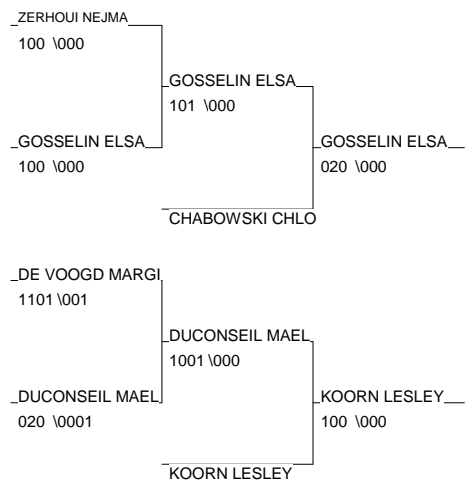 ZERHOUI NEJMA
100 \000
GOSSELIN ELSA
101 \000
GOSSELIN ELSA
100 \000
GOSSELIN ELSA
020 \000
CHABOWSKI CHLO
DE VOOGD MARGI
1101 \001
DUCONSEIL MAEL
1001 \000
DUCONSEIL MAEL
020 \0001
KOORN LESLEY
100 \000
KOORN LESLEY